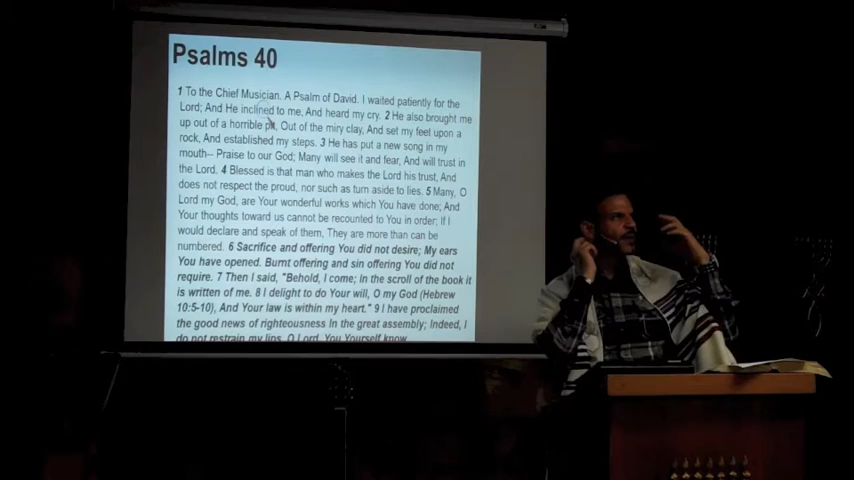 Psalms 40
1 To the Chief Musician. A Psalm of David. I waited patiently for the
Lord; And He inclined to me, And heard my cry. 2 He also brought me
up out of a horrible pit, Out of the miry clay, And set my feet upon a
rock, And established my steps. 3 He has put a new song in my
mouth-- Praise to our God; Many will see it and fear, And will trust in
the Lord. 4 Blessed is that man who makes the Lord his trust, And
does not respect the proud, nor such as turn aside to lies. 5 Many, O
Lord my God, are Your wonderful works which You have done; And
Your thoughts toward us cannot be recounted to You in order; If I
would declare and speak of them, They are more than can be
numbered. 6 Sacrifice and offering You did not desire; My ears
You have opened. Burnt offering and sin offering You did not
require. 7 Then I said, "Behold, I come; In the scroll of the book it
is written of me. 8 I delight to do Your will, O my God (Hebrew
10:5-10), And Your law is within my heart." 9 I have proclaimed
the good news of righteousness In the great assembly; Indeed, I
do not restrain my lips, O Lord, You Yourself know.